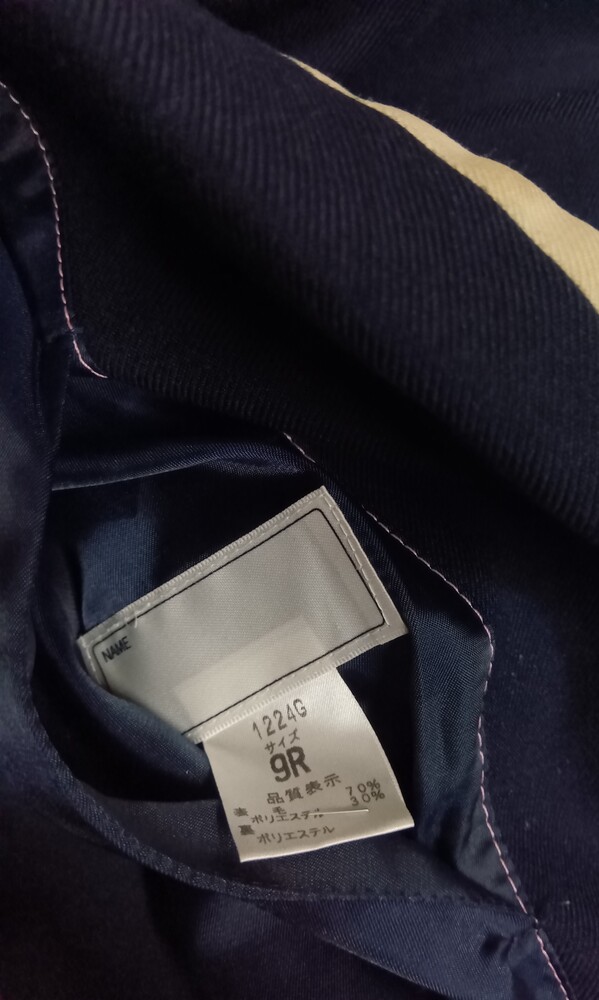 NAME
1224G
サイズ
9R
品質表示
表 毛 70%
ポリエステル 30%
裏 ポリエステル